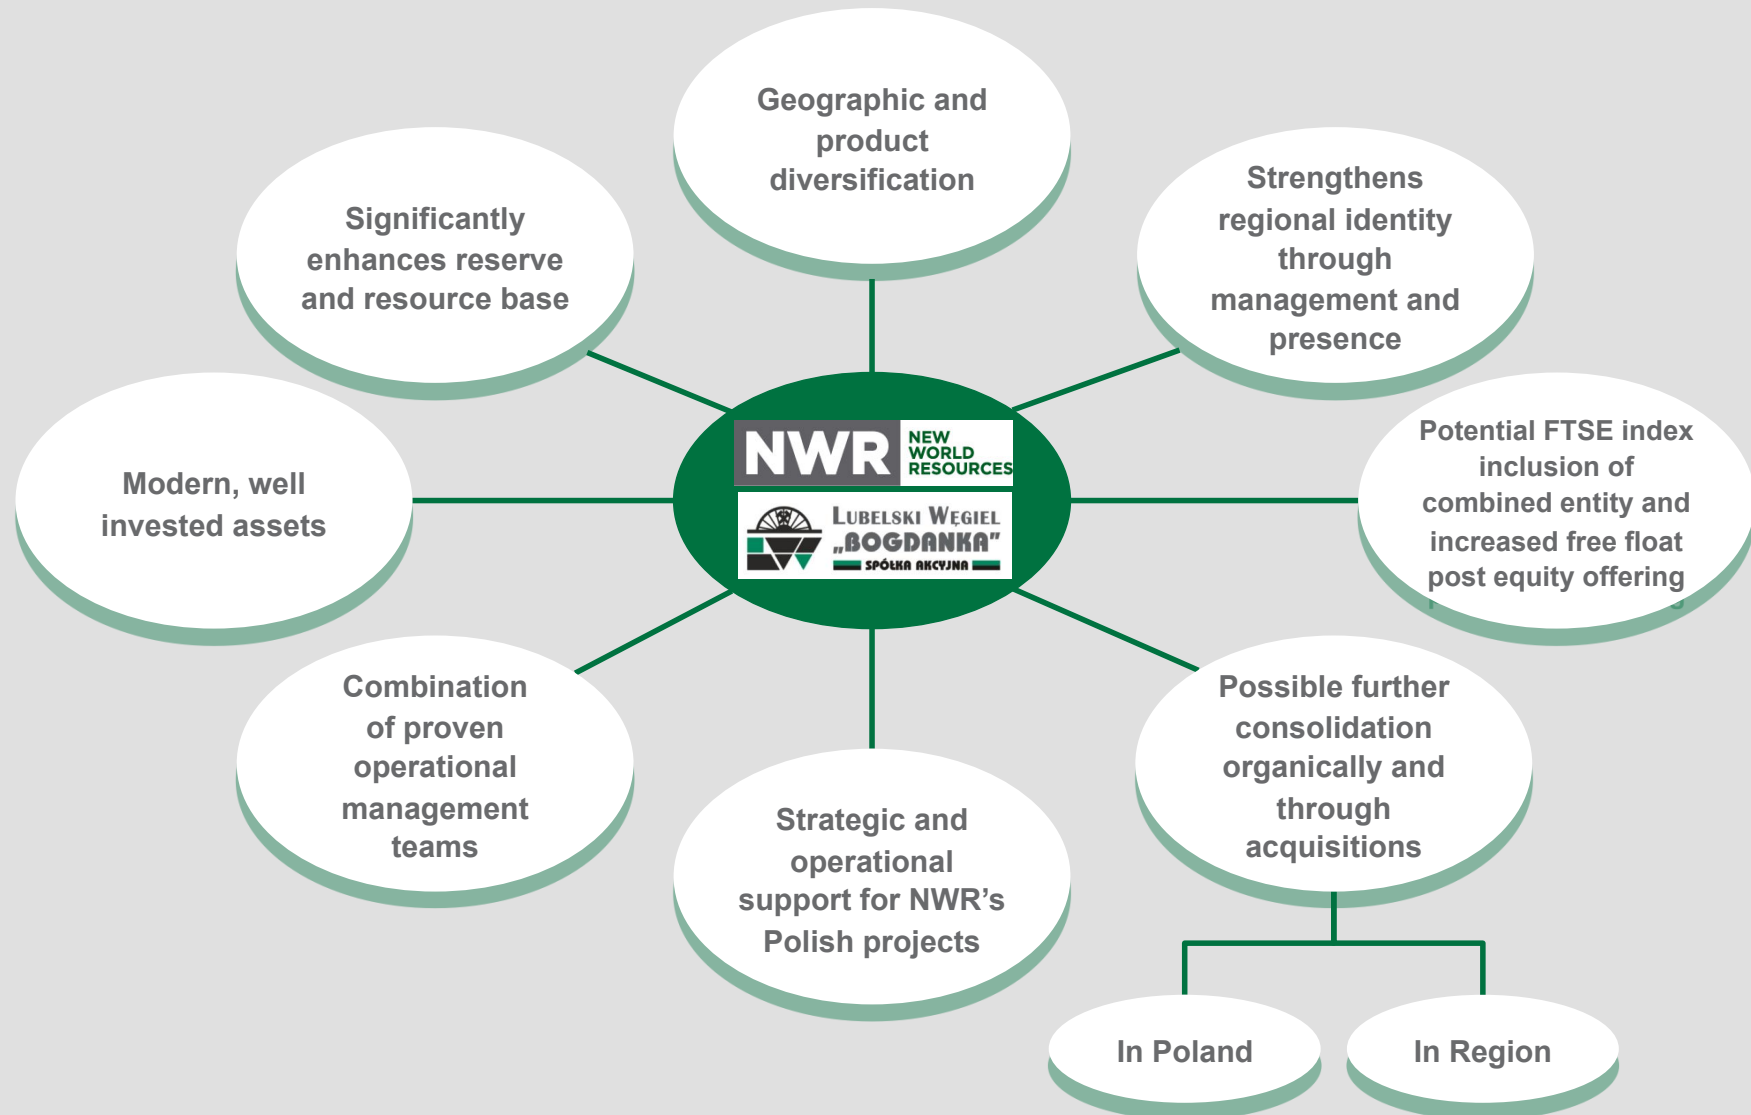 Geographic and
product
diversification
Strengthens
regional identity
through
management and
presence
Significantly
enhances reserve
and resource base
Potential FTSE index
inclusion of
combined entity and
increased free float
post equity offering
NWR
NEW
WORLD
RESOURCES
LUBELSKI WĘGIEL
„BOGDANKA”
SPÓŁKA AKCYJNA
Modern, well
invested assets
Combination
of proven
operational
management
teams
Strategic and
operational
support for NWR’s
Polish projects
Possible further
consolidation
organically and
through
acquisitions
In Poland
In Region